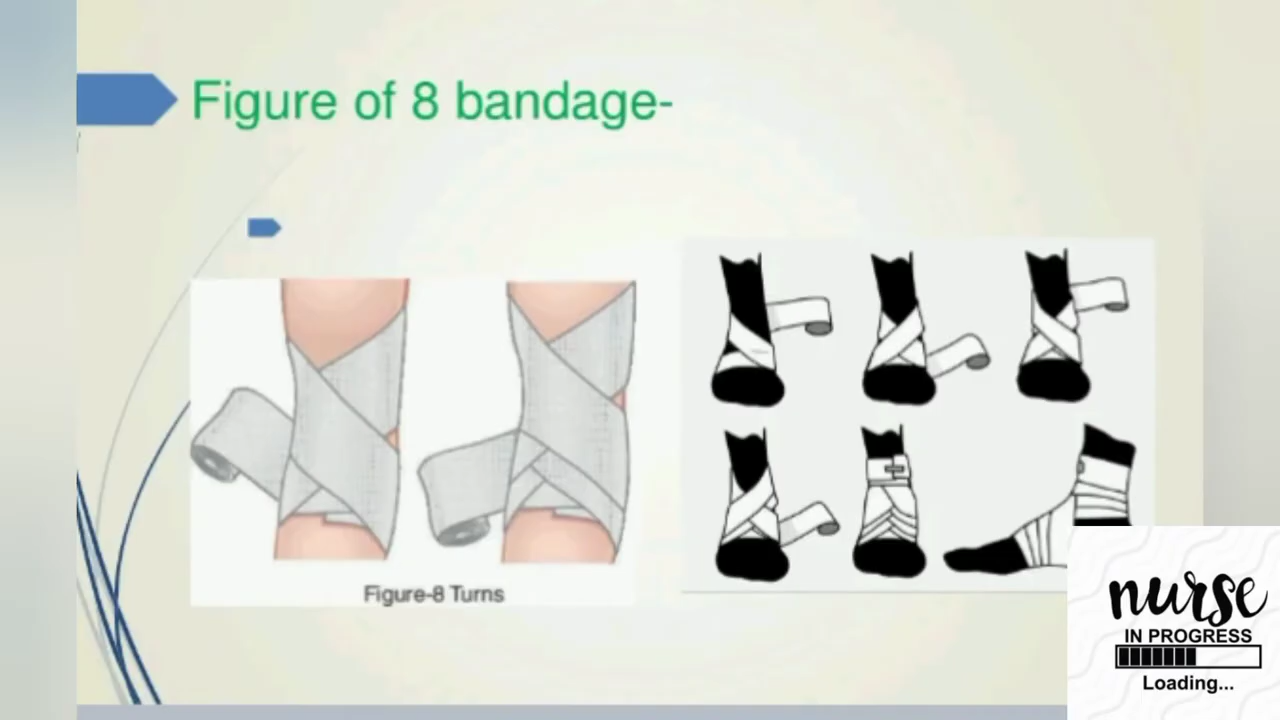 Figure of 8 bandage-
Figure-8 Turns
nurse
IN PROGRESS
Loading...